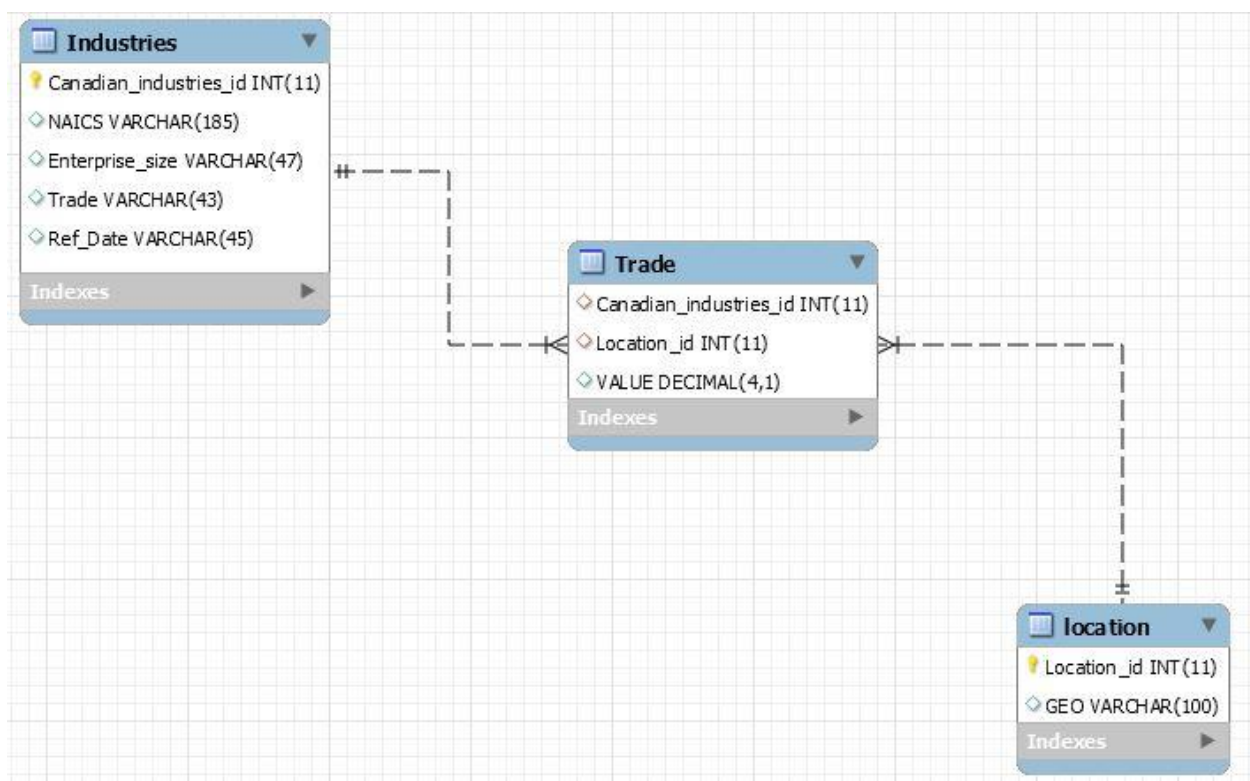 Industries
Canadian_industries_id INT(11)
NAICS VARCHAR(185)
Enterprise_size VARCHAR(47)
Trade VARCHAR(43)
Ref_Date VARCHAR(45)
Indexes
Trade
Canadian_industries_id INT(11)
Location_id INT(11)
VALUE DECIMAL(4,1)
Indexes
location
Location_id INT(11)
GEO VARCHAR(100)
Indexes